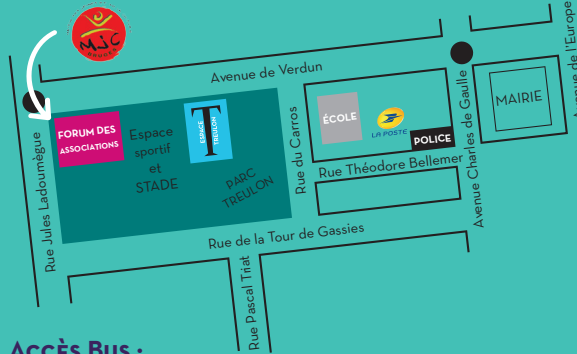 MJC
Avenue de Verdun
Avenue de l'Europe
FORUM DES
ASSOCIATIONS
Espace
sportif
et
STADE
ESPACE
TREULON
T
PARC
TREULON
Rue Jules Ladoumègue
Rue du Carros
ÉCOLE
LA POSTE
POLICE
Rue Théodore Bellemer
Avenue Charles de Gaulle
MAIRIE
Rue de la Tour de Gassies
Rue Pascal Triat
Accès Bus :